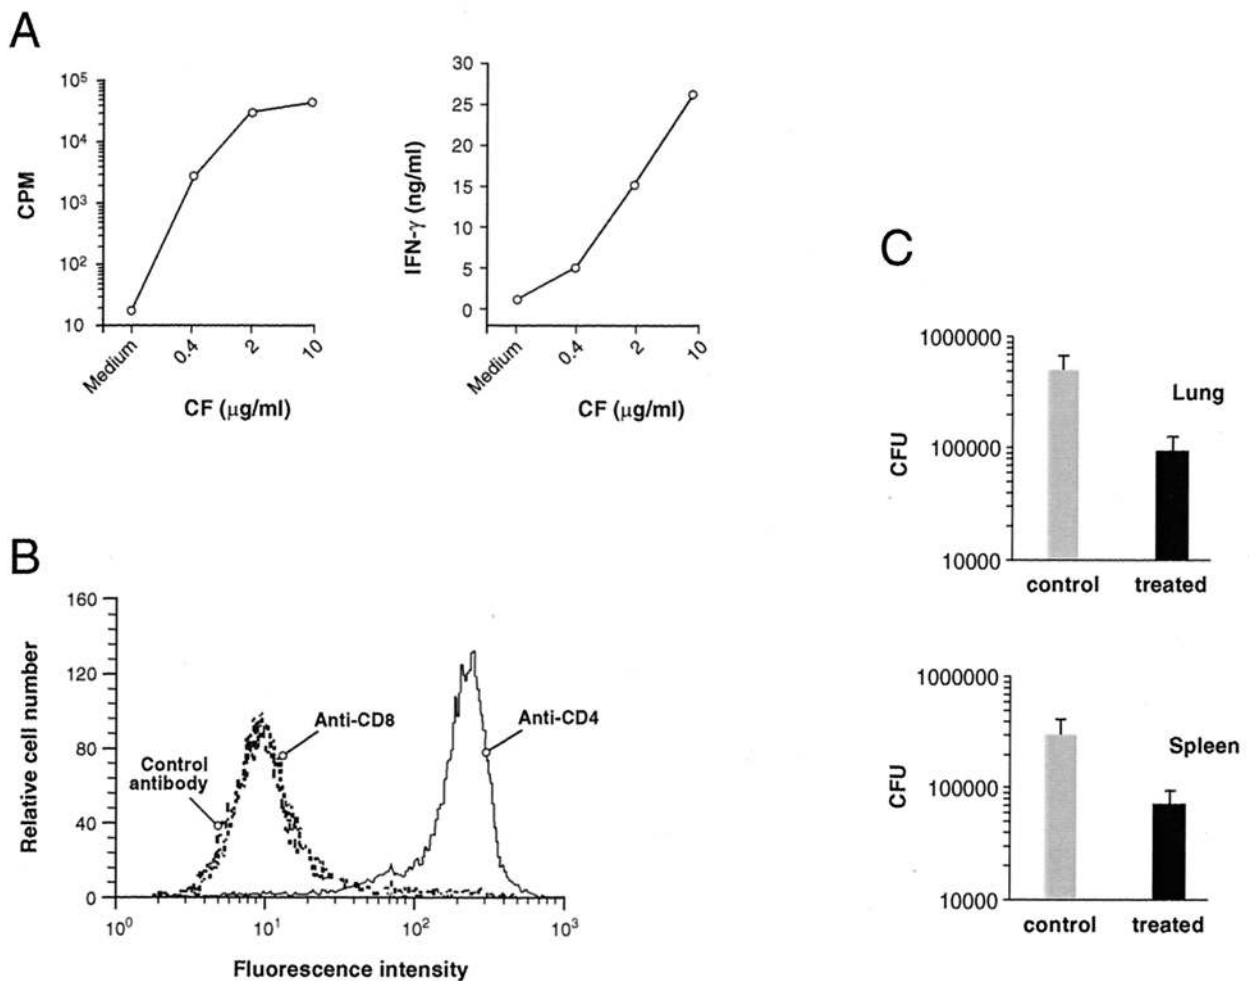 A
CPM
10⁵
10⁴
10³
10²
10
Medium
0.4
2
10
CF (μg/ml)
IFN-γ (ng/ml)
30
25
20
15
10
5
0
Medium
0.4
2
10
CF (μg/ml)
B
Relative cell number
160
120
80
40
0
Control
antibody
Anti-CD8
Anti-CD4
10⁰
10¹
10²
10³
Fluorescence intensity
C
CFU
1000000
100000
10000
Lung
control
treated
CFU
1000000
100000
10000
Spleen
control
treated